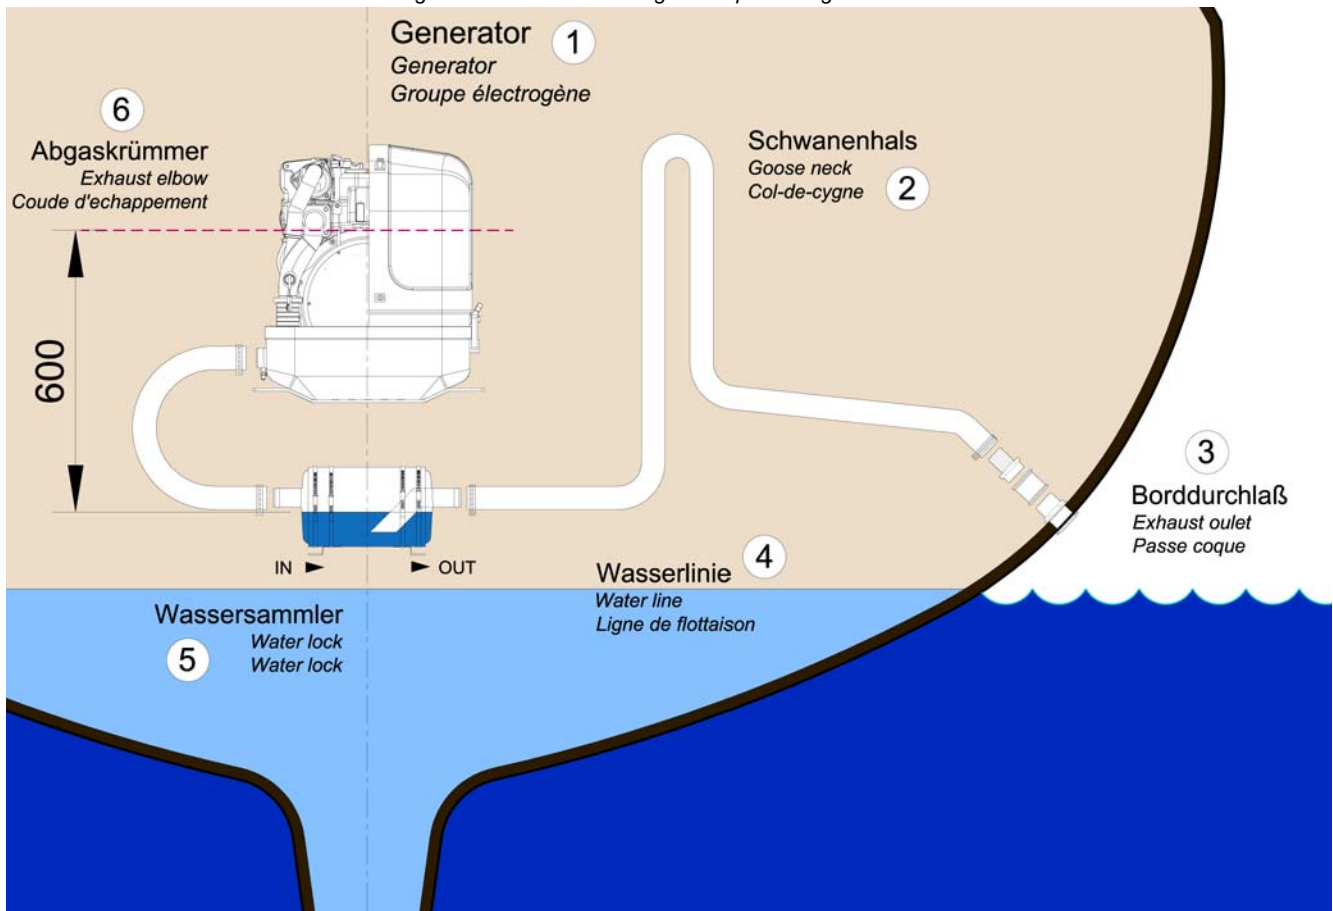 Generator
1
Generator
Groupe électrogène
6
Abgaskrümmer
Exhaust elbow
Coude d'echappement
Schwanenhals
Goose neck
Col-de-cygne
2
600
3
Borddurchlaß
Exhaust oulet
Passe coque
IN
OUT
Wasserlinie
4
Water line
Ligne de flottaison
Wassersammler
5
Water lock
Water lock